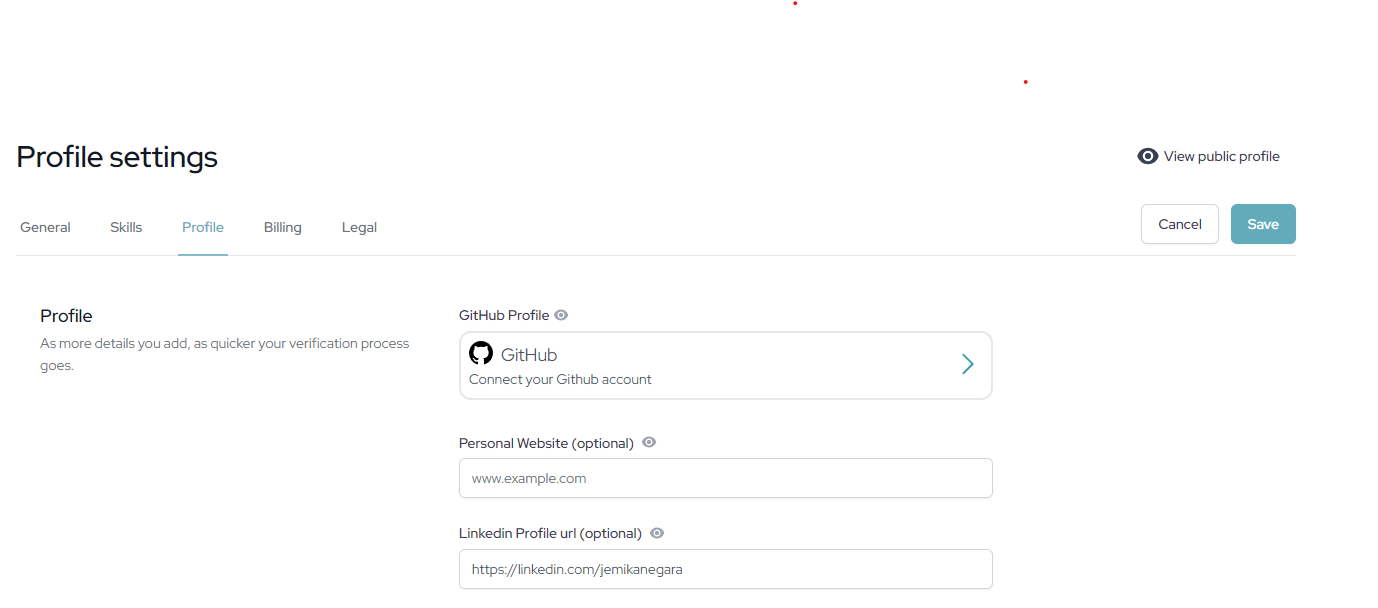 Profile settings
View public profile
General Skills Profile Billing Legal
Cancel Save
Profile
As more details you add, as quicker your verification process
goes.
GitHub Profile
GitHub
Connect your Github account
Personal Website (optional)
www.example.com
Linkedin Profile url (optional)
https://linkedin.com/jemikanegara